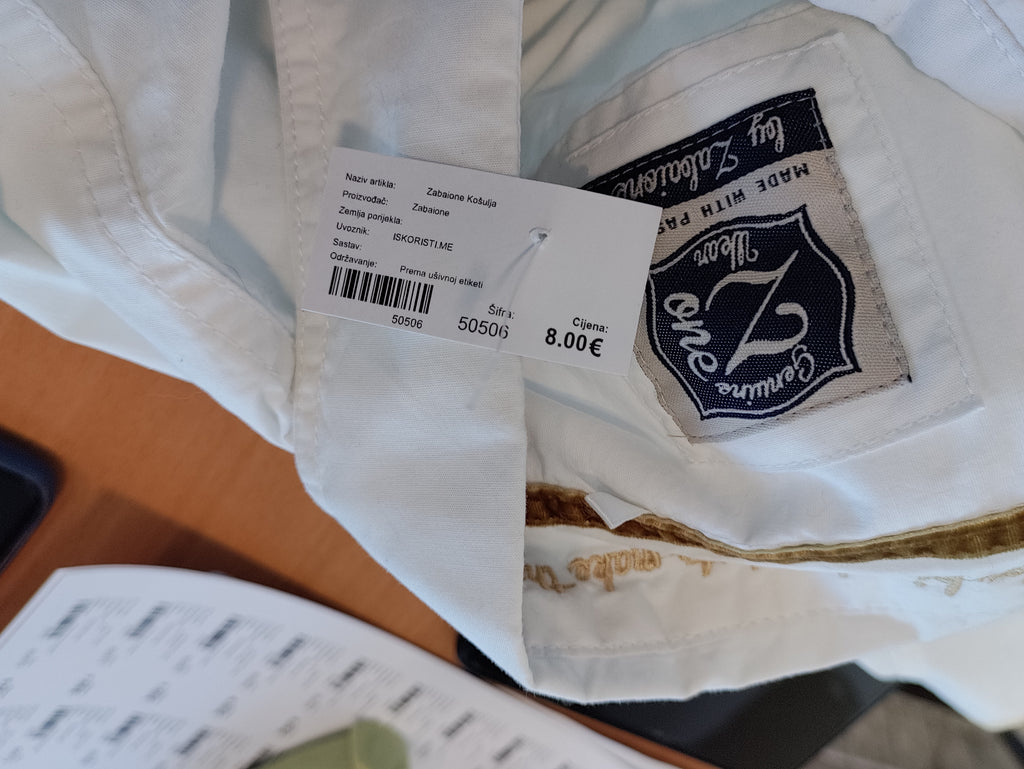 Naziv artikla: Zabaione Košulja
Proizvođač: Zabaione
Zemlja porijekla:
Uvoznik: ISKORISTI.ME
Sastav:
Održavanje: Prema ušivnoj etiketi
50506
Šifra:
50506
Cijena:
8.00€
by Zabaione
MADE WITH PAS
Genuine
Wear
make